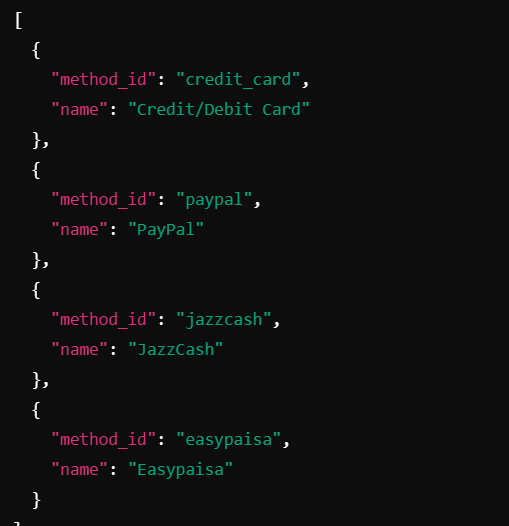 [
  {
    "method_id": "credit_card",
    "name": "Credit/Debit Card"
  },
  {
    "method_id": "paypal",
    "name": "PayPal"
  },
  {
    "method_id": "jazzcash",
    "name": "JazzCash"
  },
  {
    "method_id": "easypaisa",
    "name": "Easypaisa"
  }
]